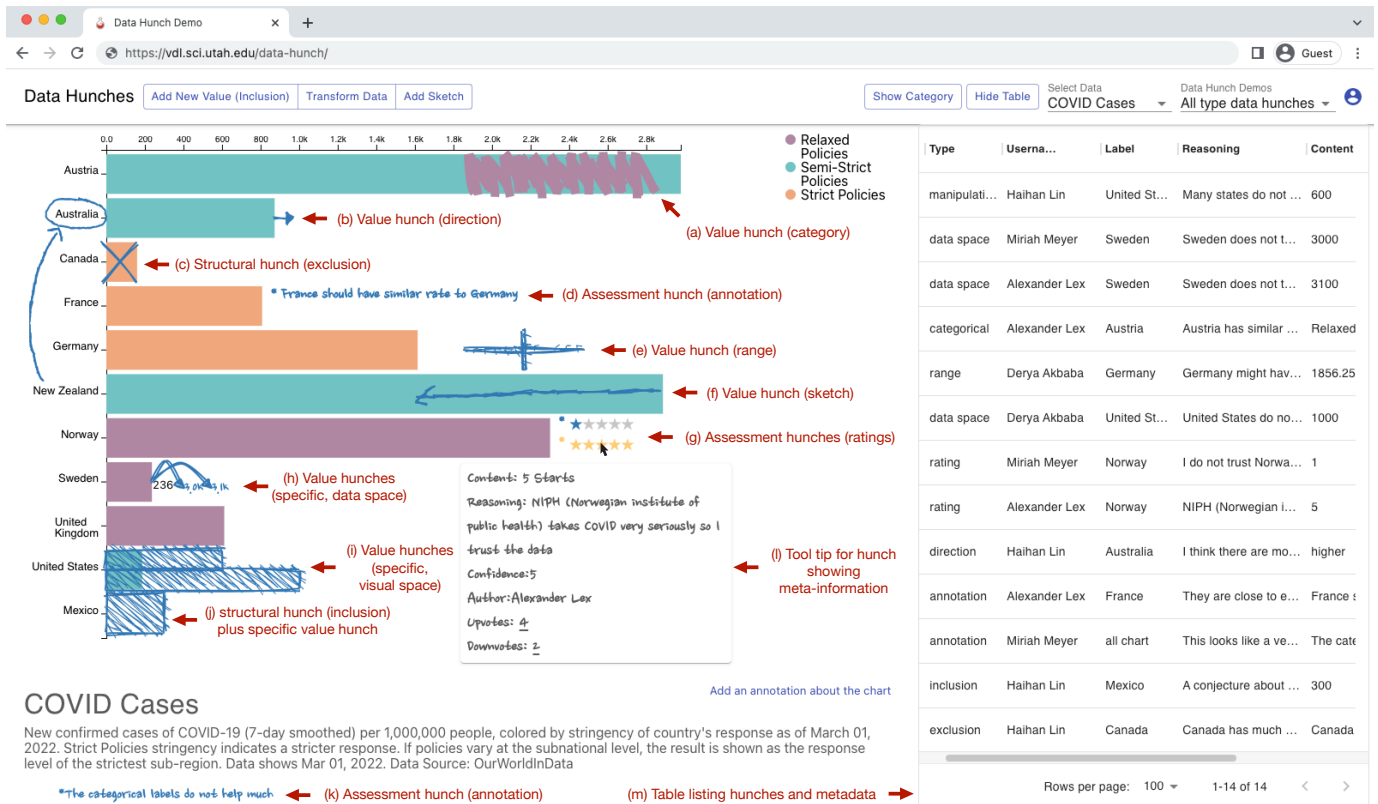 Data Hunch Demo
https://vdl.sci.utah.edu/data-hunch/
Guest
Data Hunches
Add New Value (Inclusion)
Transform Data
Add Sketch
Show Category
Hide Table
Select Data
COVID Cases
Data Hunch Demos
All type data hunches
0.0 200 400 600 800 1.0k 1.2k 1.4k 1.6k 1.8k 2.0k 2.2k 2.4k 2.6k 2.8k
Relaxed
Policies
Semi-Strict
Policies
Strict Policies
Austria
(a) Value hunch (category)
Australia
(b) Value hunch (direction)
Canada
(c) Structural hunch (exclusion)
France
* France should have similar rate to Germany
(d) Assessment hunch (annotation)
Germany
(e) Value hunch (range)
New Zealand
(f) Value hunch (sketch)
Norway
(g) Assessment hunches (ratings)
Sweden
236 3.0k 3.1k
(h) Value hunches
(specific, data space)
United
Kingdom
United States
(i) Value hunches
(specific,
visual space)
Mexico
(j) structural hunch (inclusion)
plus specific value hunch
Content: 5 Starts
Reasoning: NIPH (Norwegian institute of
public health) takes COVID very seriously so I
trust the data
Confidence:5
Author:Alexander Lex
Upvotes: 4
Downvotes: 2
(l) Tool tip for hunch
showing
meta-information
Add an annotation about the chart
COVID Cases
New confirmed cases of COVID-19 (7-day smoothed) per 1,000,000 people, colored by stringency of country's response as of March 01,
2022. Strict Policies stringency indicates a stricter response. If policies vary at the subnational level, the result is shown as the response
level of the strictest sub-region. Data shows Mar 01, 2022. Data Source: OurWorldInData
*The categorical labels do not help much
(k) Assessment hunch (annotation)
(m) Table listing hunches and metadata
Type Userna... Label Reasoning Content
manipulati... Haihan Lin United St... Many states do not ... 600
data space Miriah Meyer Sweden Sweden does not t... 3000
data space Alexander Lex Sweden Sweden does not t... 3100
categorical Alexander Lex Austria Austria has similar ... Relaxed
range Derya Akbaba Germany Germany might hav... 1856.25
data space Derya Akbaba United St... United States do no... 1000
rating Miriah Meyer Norway I do not trust Norwa... 1
rating Alexander Lex Norway NIPH (Norwegian i... 5
direction Haihan Lin Australia I think there are mo... higher
annotation Alexander Lex France They are close to e... France s
annotation Miriah Meyer all chart This looks like a ve... The cate
inclusion Haihan Lin Mexico A conjecture about ... 300
exclusion Haihan Lin Canada Canada has much ... Canada
Rows per page: 100 1-14 of 14